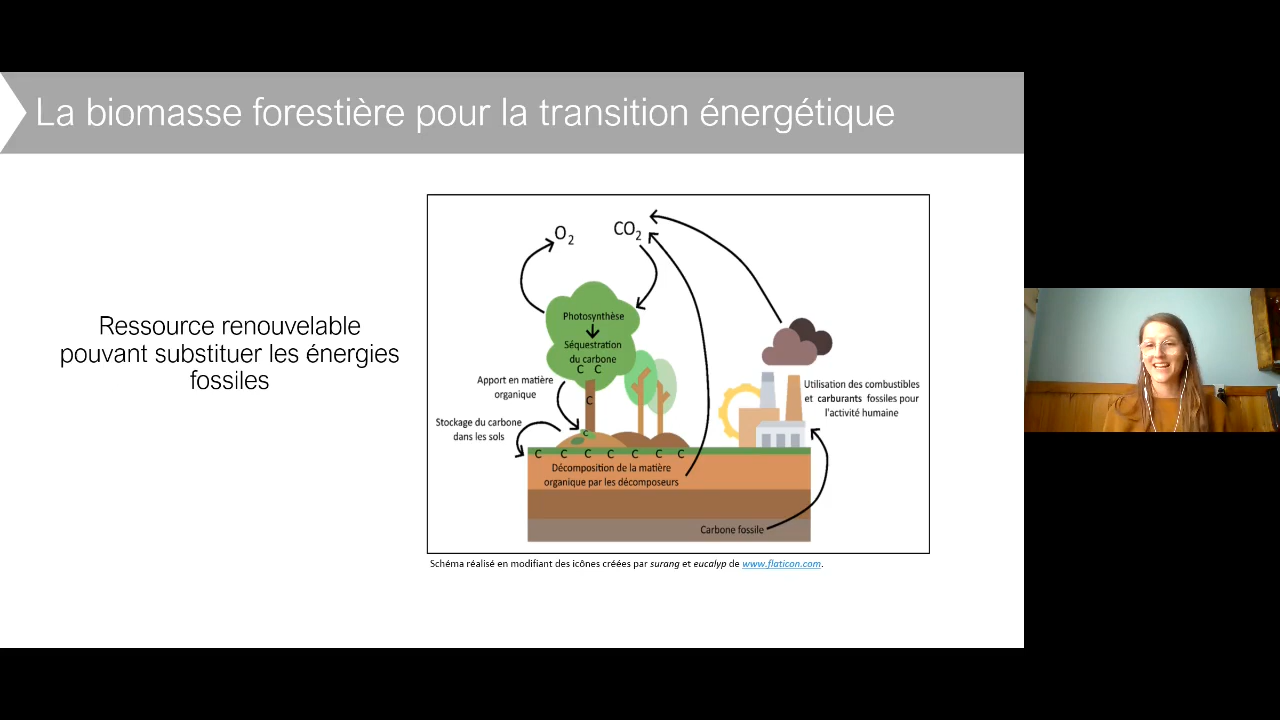 La biomasse forestière pour la transition énergétique
Ressource renouvelable
pouvant substituer les énergies
fossiles
O2
CO2
Photosynthèse
Séquestration
du carbone
C C
Apport en matière
organique
C
Stockage du carbone
dans les sols
C
C C C C C C C
Décomposition de la matière
organique par les décomposeurs
Utilisation des combustibles
et carburants fossiles pour
l'activité humaine
Carbone fossile
Schéma réalisé en modifiant des icônes créées par surang et eucalyp de www.flaticon.com.